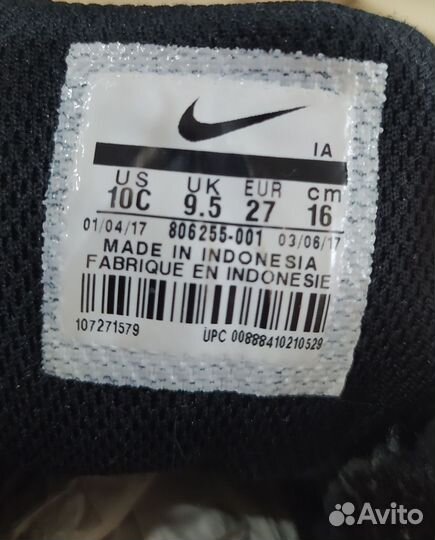 IA
US UK EUR cm
10C 9.5 27 16
01/04/17 806255-001 03/06/17
MADE IN INDONESIA
FABRIQUE EN INDONESIE
107271579 UPC 00888410210529
Avito